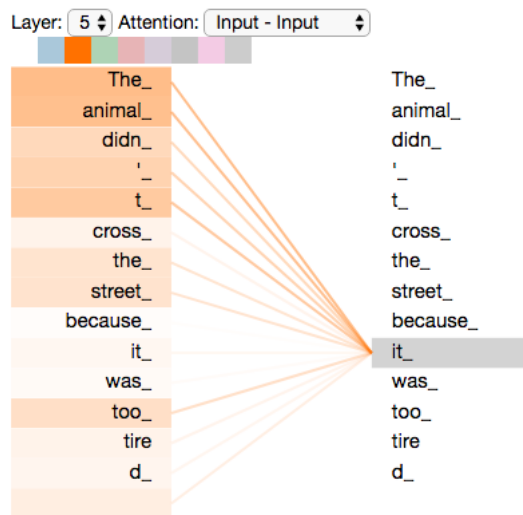 Layer: 5 Attention: Input - Input
The_ The_
animal_ animal_
didn_ didn_
'_ '_
t_ t_
cross_ cross_
the_ the_
street_ street_
because_ because_
it_ it_
was_ was_
too_ too_
tire tire
d_ d_